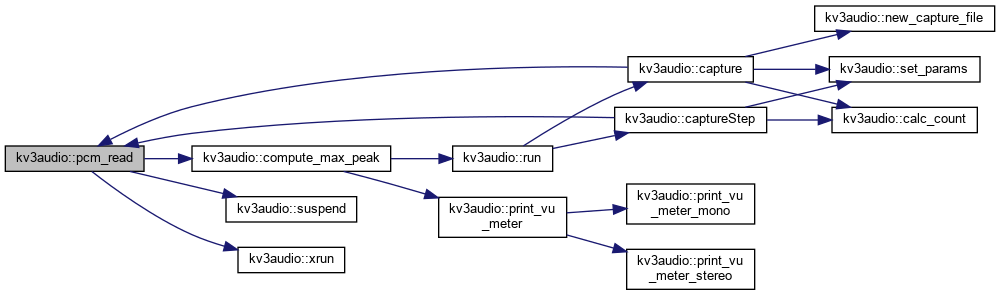 kv3audio::new_capture_file
kv3audio::capture
kv3audio::set_params
kv3audio::captureStep
kv3audio::calc_count
kv3audio::pcm_read
kv3audio::compute_max_peak
kv3audio::run
kv3audio::suspend
kv3audio::print_vu
_meter
kv3audio::print_vu
_meter_mono
kv3audio::xrun
kv3audio::print_vu
_meter_stereo